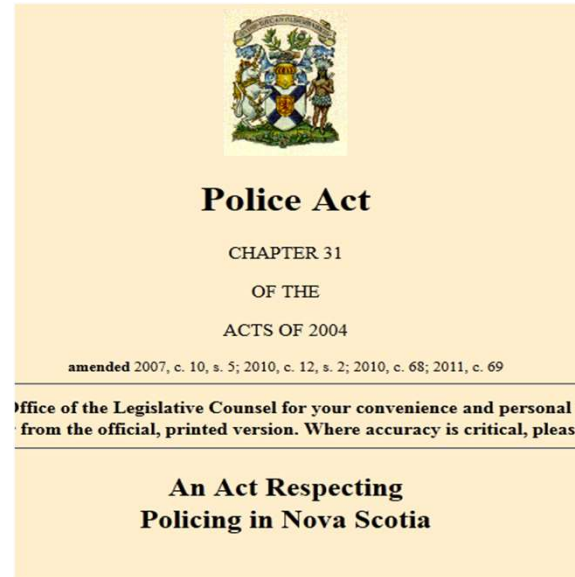 Police Act
CHAPTER 31
OF THE
ACTS OF 2004
amended 2007, c. 10, s. 5; 2010, c. 12, s. 2; 2010, c. 68; 2011, c. 69
Office of the Legislative Counsel for your convenience and personal
from the official, printed version. Where accuracy is critical, pleas
An Act Respecting
Policing in Nova Scotia